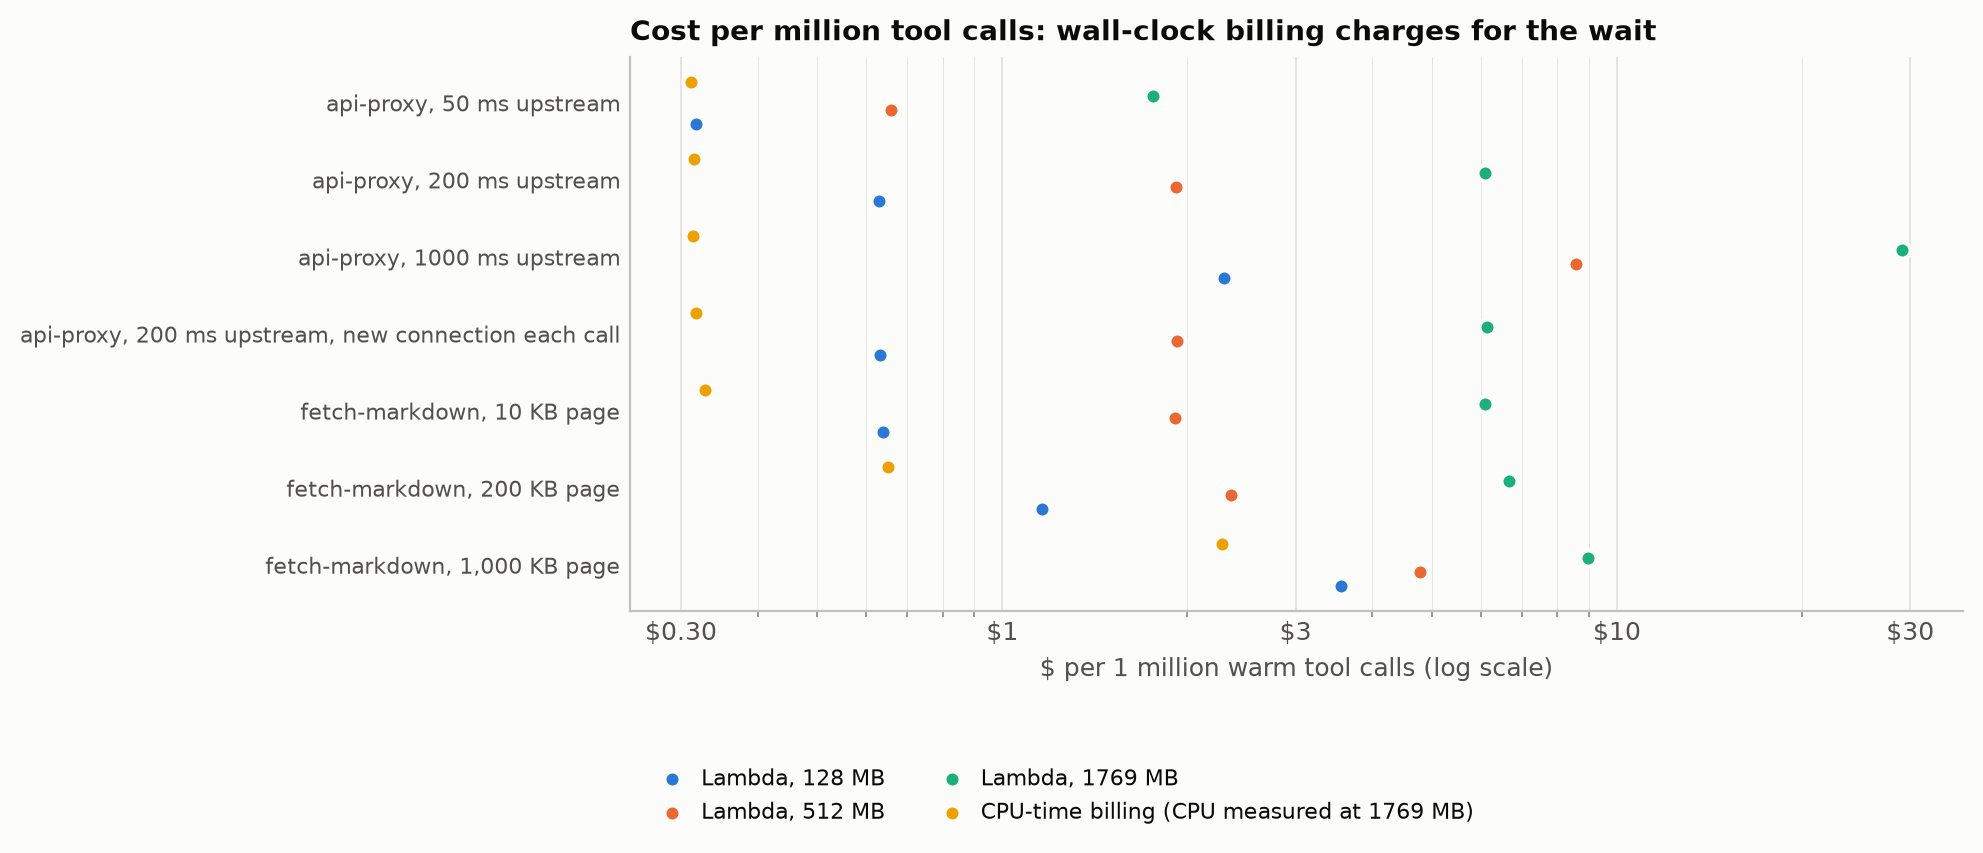 Cost per million tool calls: wall-clock billing charges for the wait
api-proxy, 50 ms upstream
api-proxy, 200 ms upstream
api-proxy, 1000 ms upstream
api-proxy, 200 ms upstream, new connection each call
fetch-markdown, 10 KB page
fetch-markdown, 200 KB page
fetch-markdown, 1,000 KB page
$0.30 $1 $3 $10 $30
$ per 1 million warm tool calls (log scale)
Lambda, 128 MB
Lambda, 512 MB
Lambda, 1769 MB
CPU-time billing (CPU measured at 1769 MB)